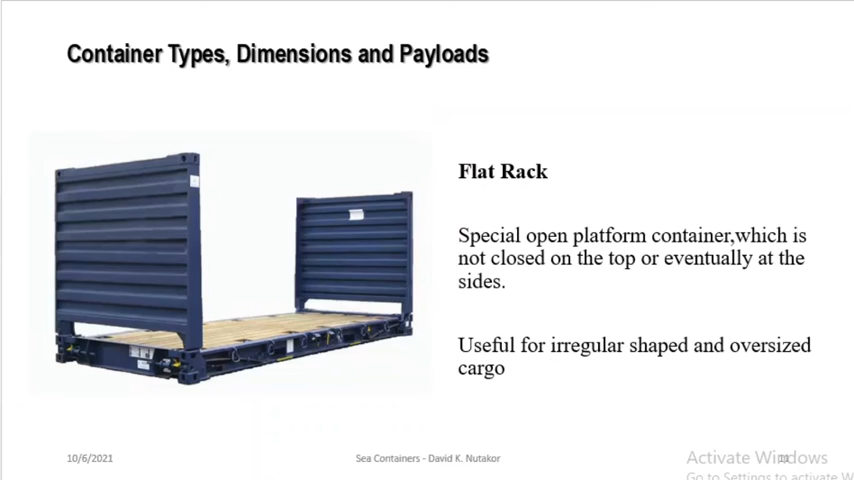 Container Types, Dimensions and Payloads
Flat Rack
Special open platform container,which is
not closed on the top or eventually at the
sides.
Useful for irregular shaped and oversized
cargo
10/6/2021
Sea Containers - David K. Nutakor
Activate Windows
Go to Settings to activate W